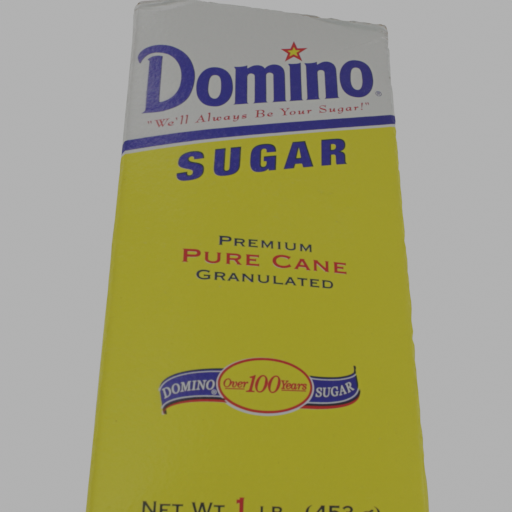 Domino®
"We'll Always Be Your Sugar!"
SUGAR
PREMIUM
PURE CANE
GRANULATED
DOMINO® Over 100 Years SUGAR
NET WT 1 LB (453 g)